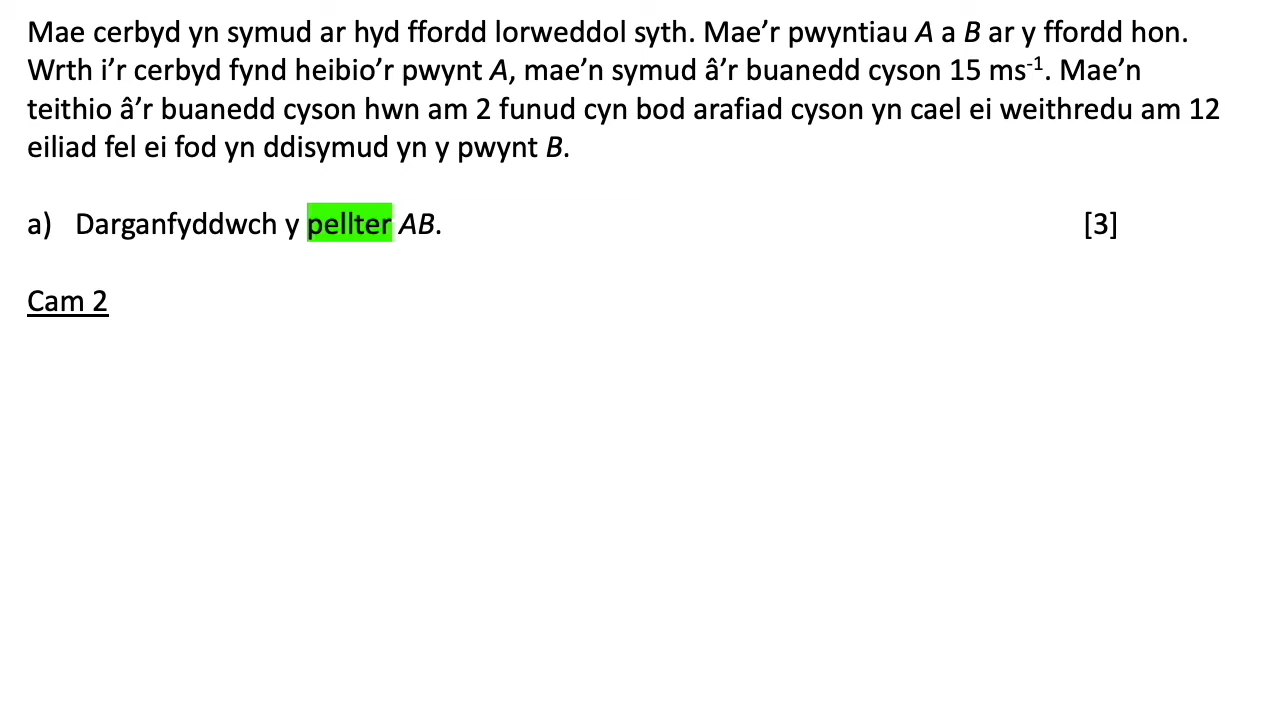 Mae cerbyd yn symud ar hyd ffordd lorweddol syth. Mae’r pwyntiau A a B ar y ffordd hon.
Wrth i’r cerbyd fynd heibio’r pwynt A, mae’n symud â’r buanedd cyson 15 ms⁻¹. Mae’n
teithio â’r buanedd cyson hwn am 2 funud cyn bod arafiad cyson yn cael ei weithredu am 12
eiliad fel ei fod yn ddisymud yn y pwynt B.
a) Darganfyddwch y pellter AB. [3]
Cam 2